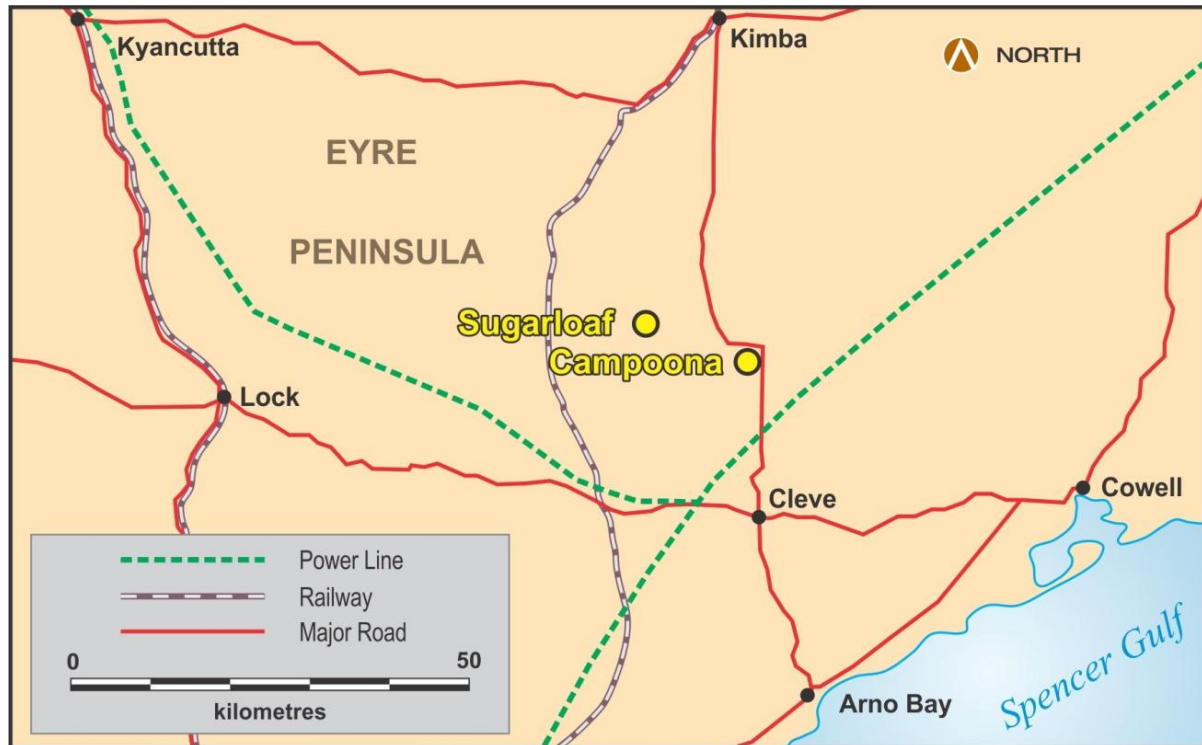 Kyancutta
Kimba
NORTH
EYRE
PENINSULA
Sugarloaf
Campoona
Lock
Cleve
Cowell
Power Line
Railway
Major Road
0 50
kilometres
Arno Bay
Spencer Gulf